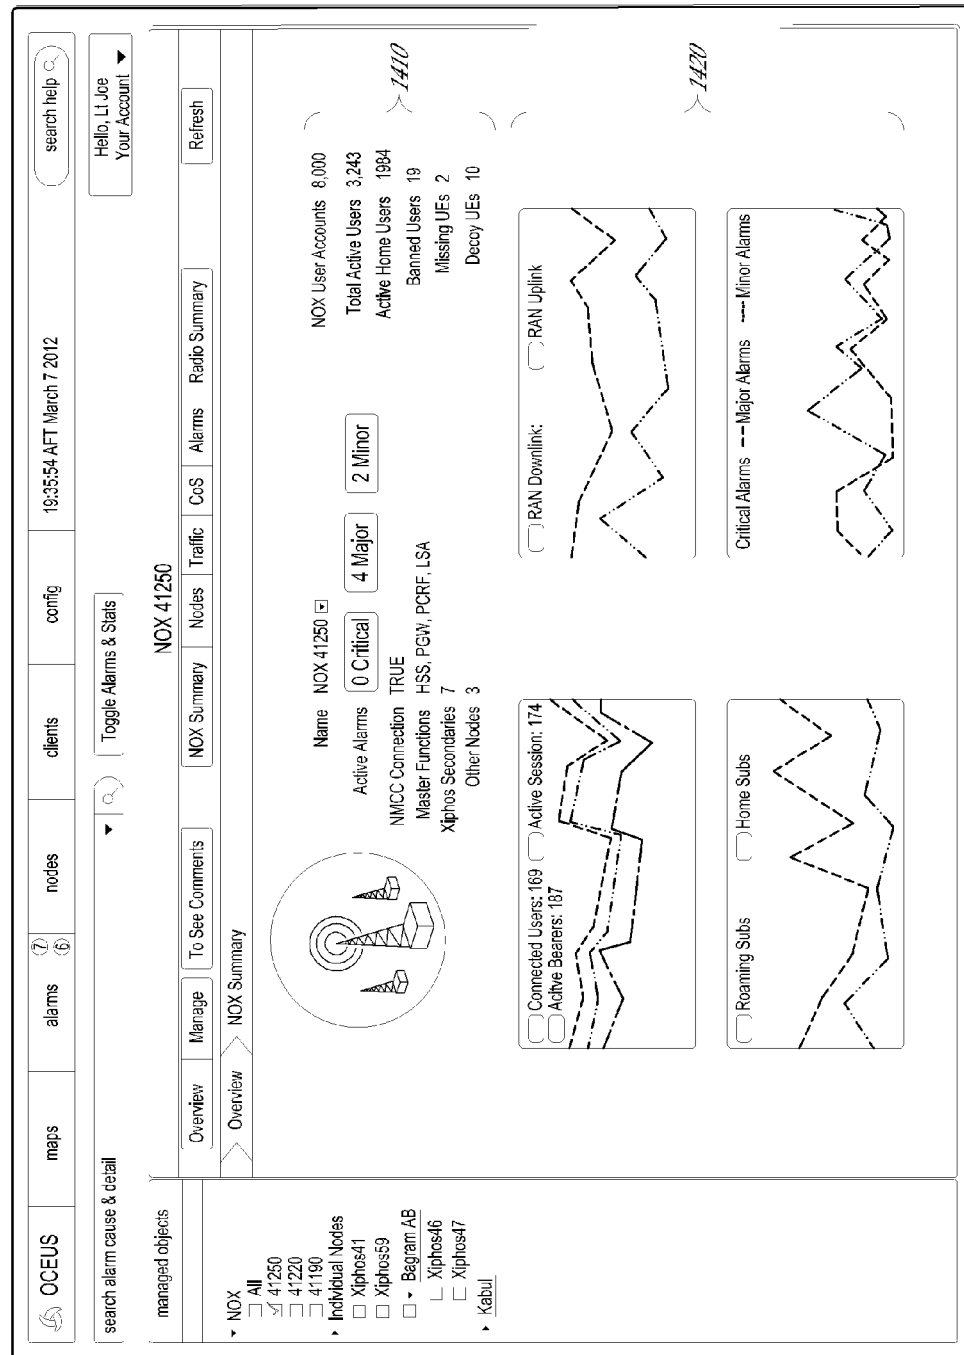 OCEUS
maps
alarms
7
6
nodes
clients
config
19:35:54 AFT March 7 2012
search help
search alarm cause & detail
Toggle Alarms & Stats
Hello, Lt Joe
Your Account
managed objects
NOX
All
41250
41220
41190
Individual Nodes
Xiphos41
Xiphos59
Bagram AB
Xiphos46
Xiphos47
Kabul
NOX 41250
Overview
Manage
To See Comments
NOX Summary
Nodes
Traffic
CoS
Alarms
Radio Summary
Refresh
Overview
NOX Summary
Name NOX 41250
Active Alarms 0 Critical 4 Major 2 Minor
NMCC Connection TRUE
Master Functions HSS, PGW, PCRF, LSA
Xiphos Secondaries 7
Other Nodes 3
NOX User Accounts 8,000
Total Active Users 3,243
Active Home Users 1984
Banned Users 19
Missing UEs 2
Decoy UEs 10
1410
Connected Users: 169 Active Session: 174
Acitve Bearers: 187
RAN Downlink: RAN Uplink
Roaming Subs Home Subs
Critical Alarms Major Alarms Minor Alarms
1420